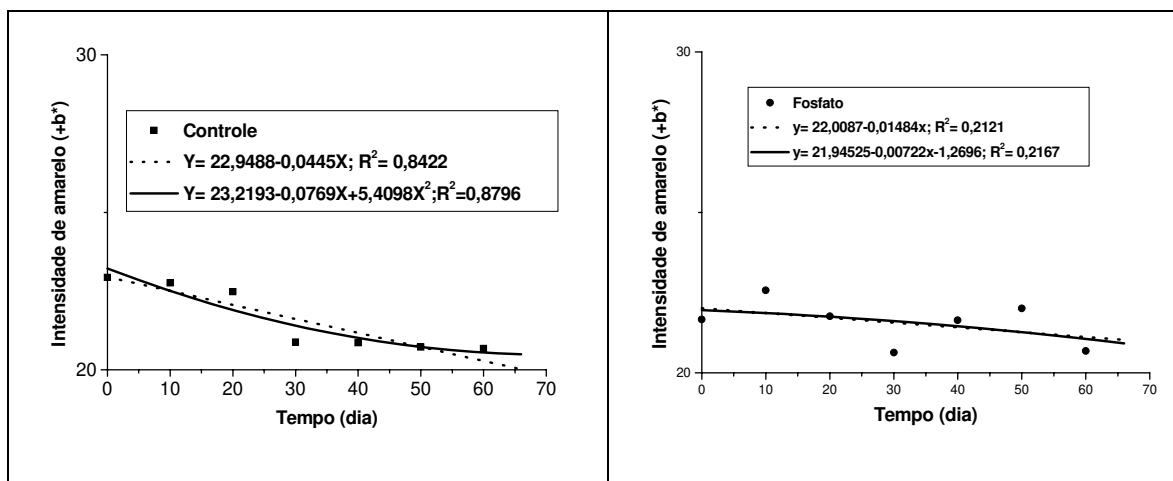 30
Intensidade de amarelo (+b*)
Controle
Y= 22,9488-0,0445X; R²= 0,8422
Y= 23,2193-0,0769X+5,4098X²;R²=0,8796
20
0 10 20 30 40 50 60 70
Tempo (dia)
30
Intensidade de amarelo (+b*)
Fosfato
y= 22,0087-0,01484x; R²= 0,2121
y= 21,94525-0,00722x-1,2696; R²= 0,2167
20
0 10 20 30 40 50 60 70
Tempo (dia)